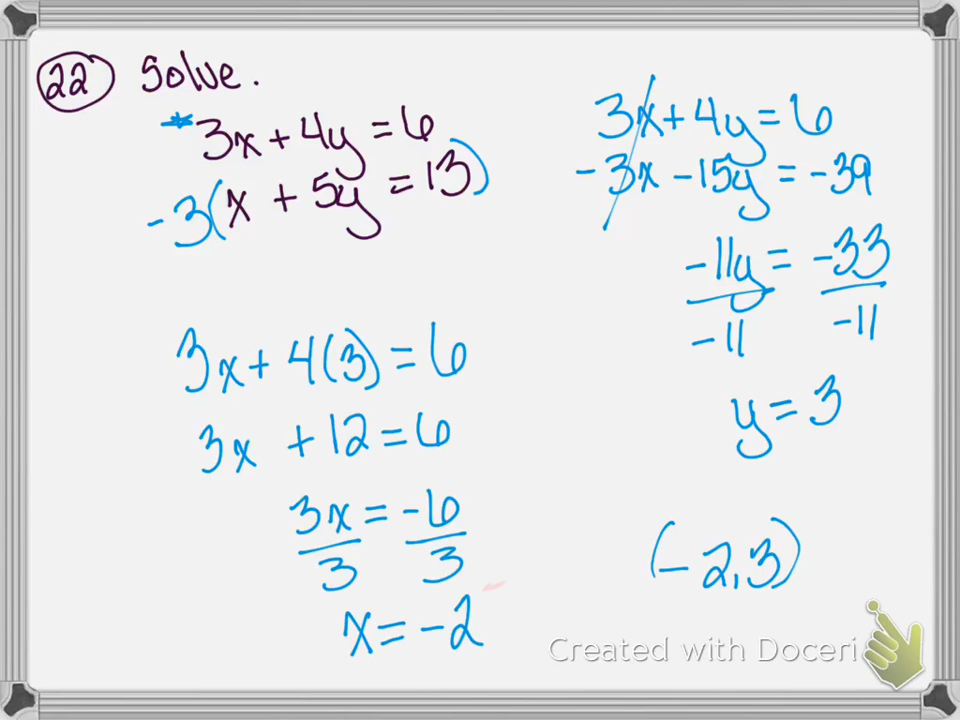 22 Solve.
*3x + 4y = 6
-3(x + 5y = 13)
3x + 4y = 6
-3x - 15y = -39
-11y = -33
-11 -11
y = 3
3x + 4(3) = 6
3x + 12 = 6
3x = -6
3 3
x = -2
(-2,3)
Created with Doceri